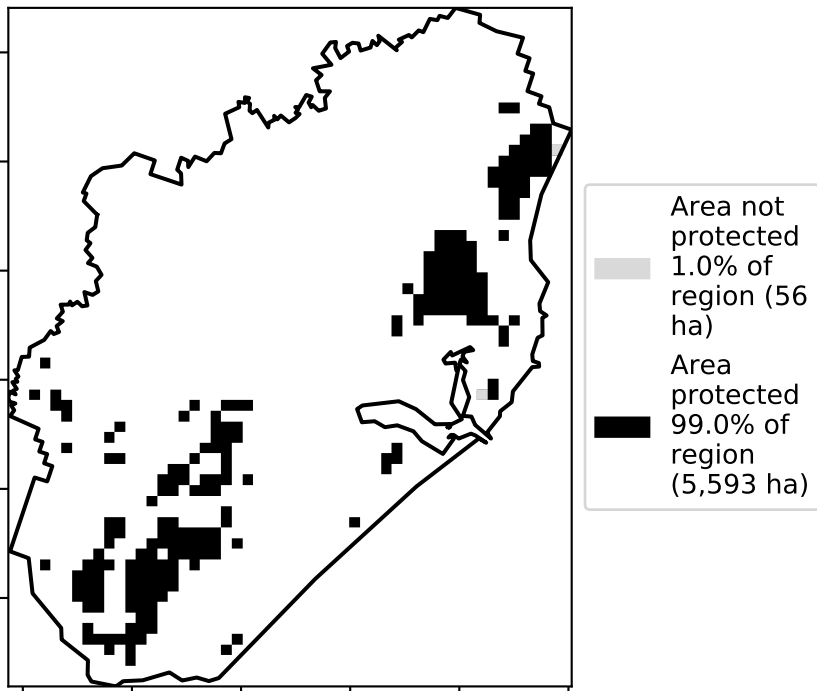 Area not
protected
1.0% of
region (56
ha)
Area
protected
99.0% of
region
(5,593 ha)